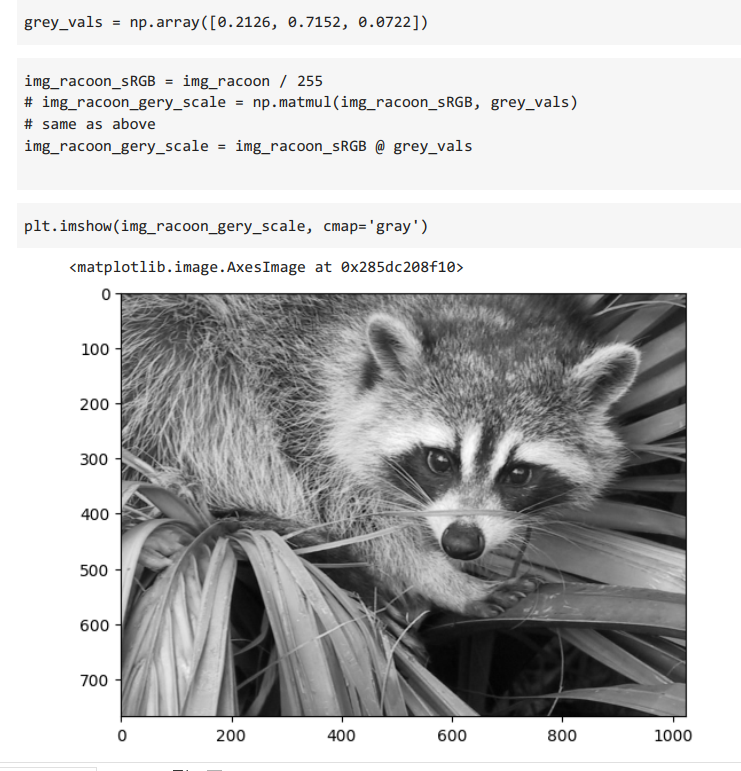 grey_vals = np.array([0.2126, 0.7152, 0.0722])
img_racoon_sRGB = img_racoon / 255
# img_racoon_gery_scale = np.matmul(img_racoon_sRGB, grey_vals)
# same as above
img_racoon_gery_scale = img_racoon_sRGB @ grey_vals
plt.imshow(img_racoon_gery_scale, cmap='gray')
<matplotlib.image.AxesImage at 0x285dc208f10>
0
100
200
300
400
500
600
700
0 200 400 600 800 1000